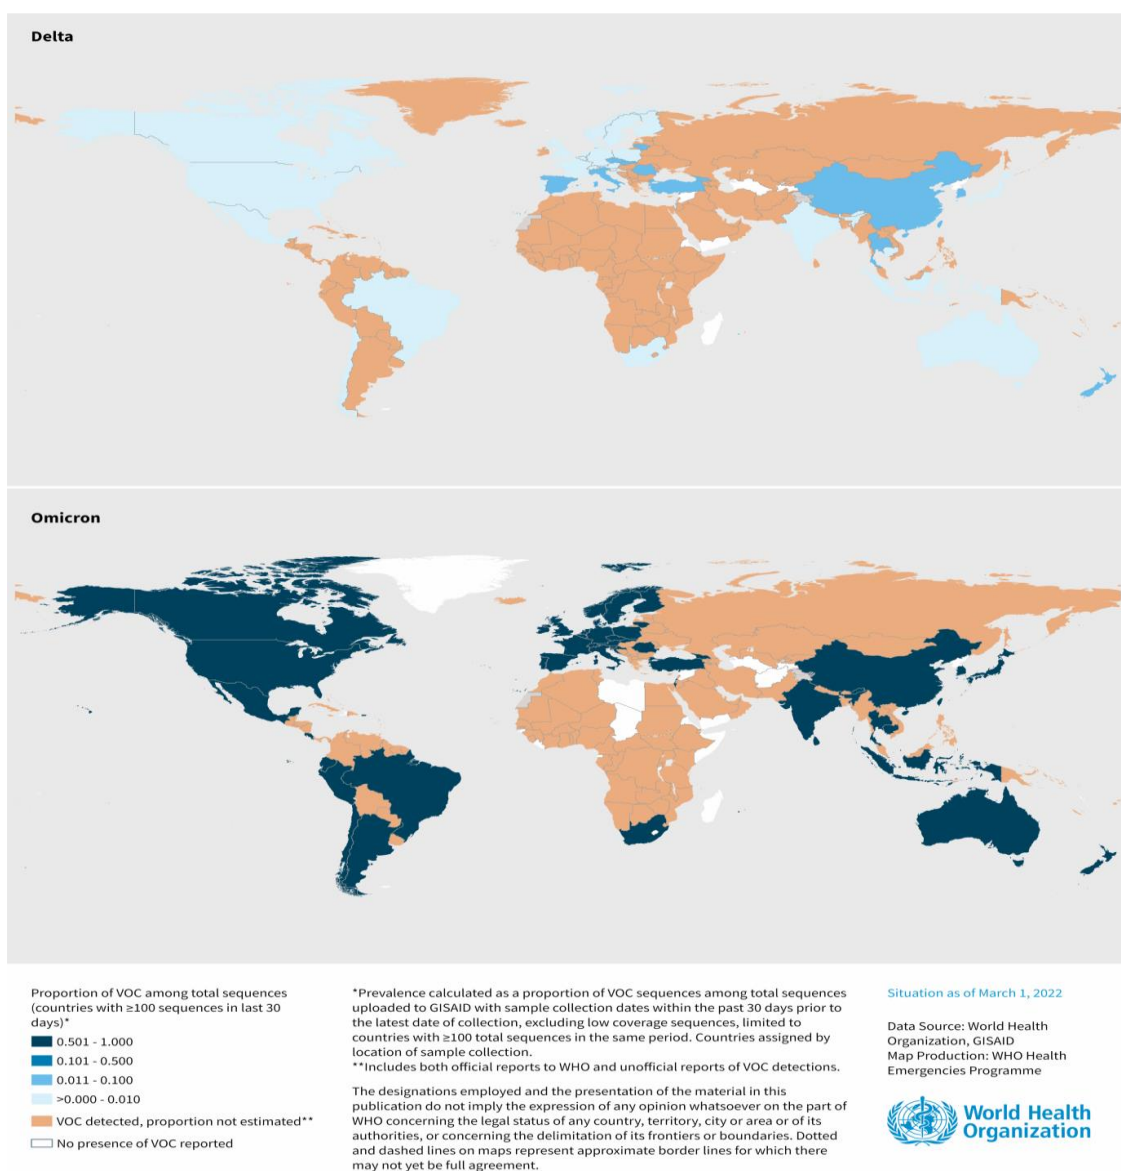 Delta
Omicron
Proportion of VOC among total sequences
(countries with ≥100 sequences in last 30
days)*
0.501 - 1.000
0.101 - 0.500
0.011 - 0.100
>0.000 - 0.010
VOC detected, proportion not estimated**
No presence of VOC reported
*Prevalence calculated as a proportion of VOC sequences among total sequences
uploaded to GISAID with sample collection dates within the past 30 days prior to
the latest date of collection, excluding low coverage sequences, limited to
countries with ≥100 total sequences in the same period. Countries assigned by
location of sample collection.
**Includes both official reports to WHO and unofficial reports of VOC detections.
The designations employed and the presentation of the material in this
publication do not imply the expression of any opinion whatsoever on the part of
WHO concerning the legal status of any country, territory, city or area or of its
authorities, or concerning the delimitation of its frontiers or boundaries. Dotted
and dashed lines on maps represent approximate border lines for which there
may not yet be full agreement.
Situation as of March 1, 2022
Data Source: World Health
Organization, GISAID
Map Production: WHO Health
Emergencies Programme
World Health
Organization